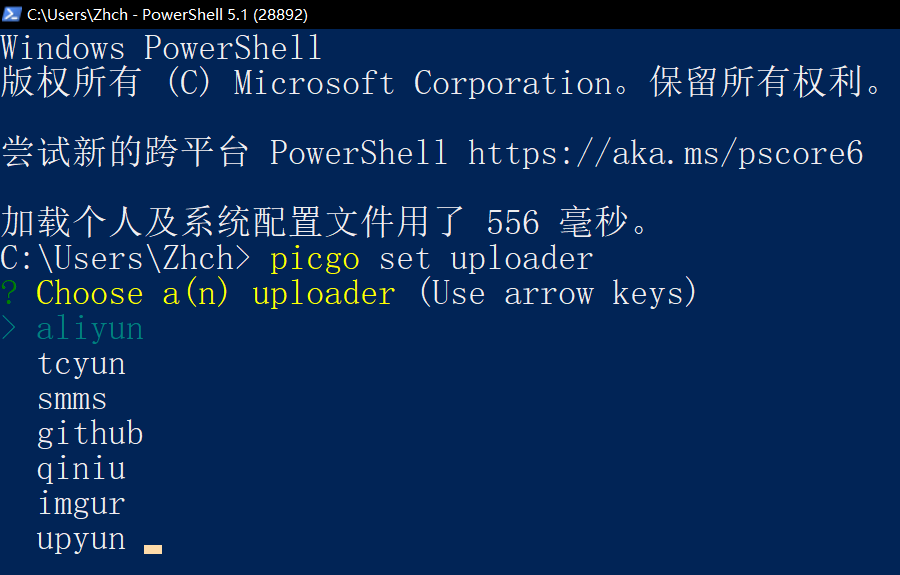 C:\Users\Zhch - PowerShell 5.1 (28892)
Windows PowerShell
版权所有 (C) Microsoft Corporation。保留所有权利。
尝试新的跨平台 PowerShell https://aka.ms/pscore6
加载个人及系统配置文件用了 556 毫秒。
C:\Users\Zhch> picgo set uploader
? Choose a(n) uploader (Use arrow keys)
> aliyun
tcyun
smms
github
qiniu
imgur
upyun